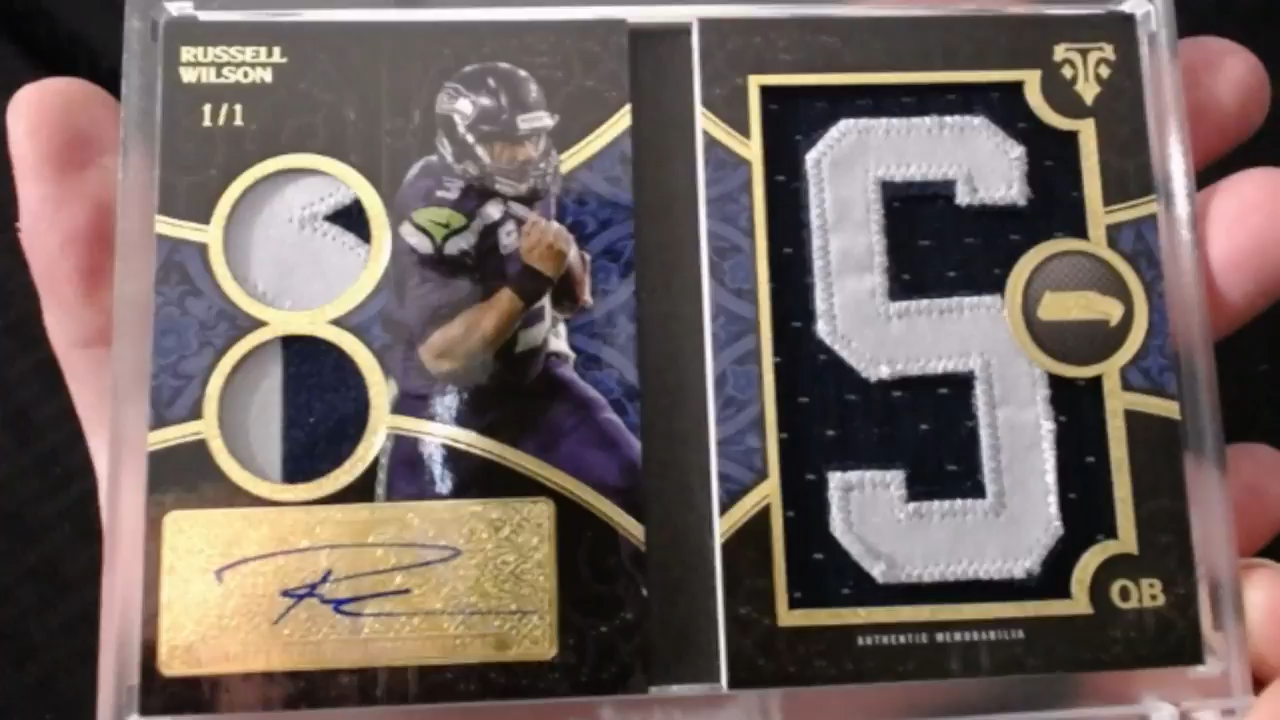 RUSSELL
WILSON
1/1
S
QB
AUTHENTIC MEMORABILIA